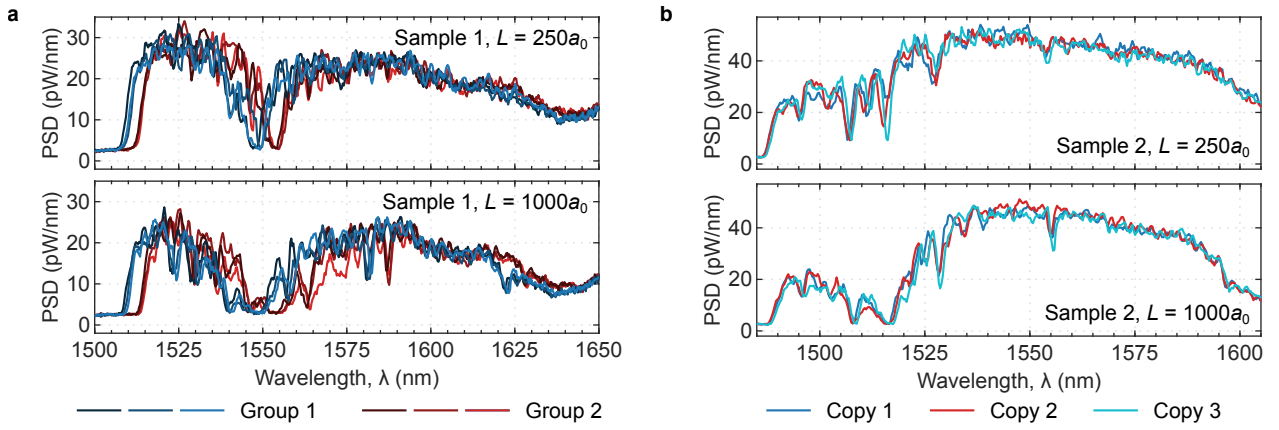 a
Sample 1, L = 250a₀
PSD (pW/nm)
30
20
10
0
Sample 1, L = 1000a₀
PSD (pW/nm)
30
20
10
0
1500 1525 1550 1575 1600 1625 1650
Wavelength, λ (nm)
Group 1 Group 2
b
PSD (pW/nm)
40
20
0
Sample 2, L = 250a₀
PSD (pW/nm)
40
20
0
Sample 2, L = 1000a₀
1500 1525 1550 1575 1600
Wavelength, λ (nm)
Copy 1 Copy 2 Copy 3